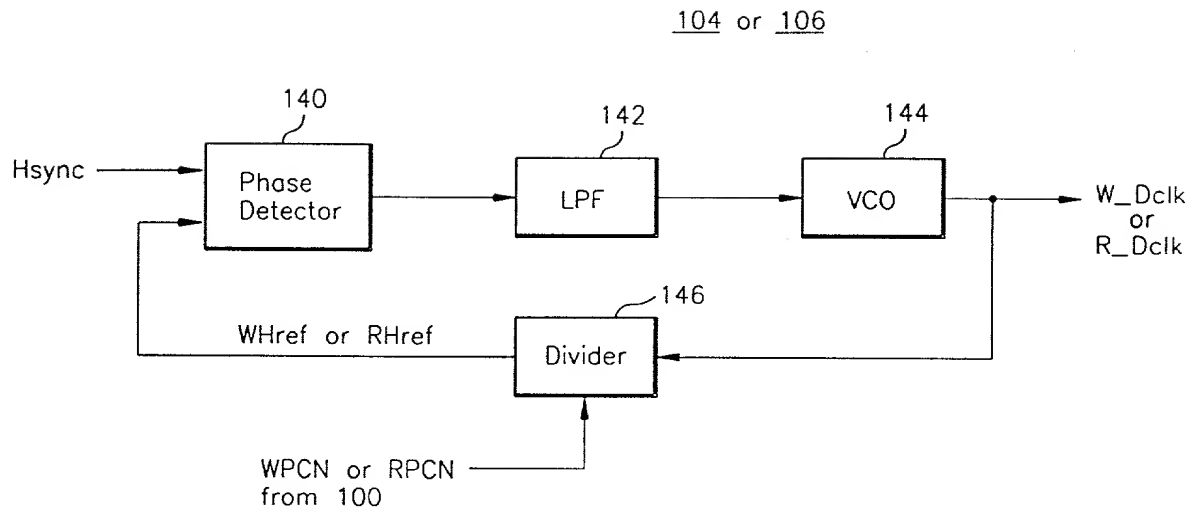 104 or 106
140
142
144
Hsync
Phase
Detector
LPF
VCO
W_Dclk
or
R_Dclk
146
WHref or RHref
Divider
WPCN or RPCN
from 100